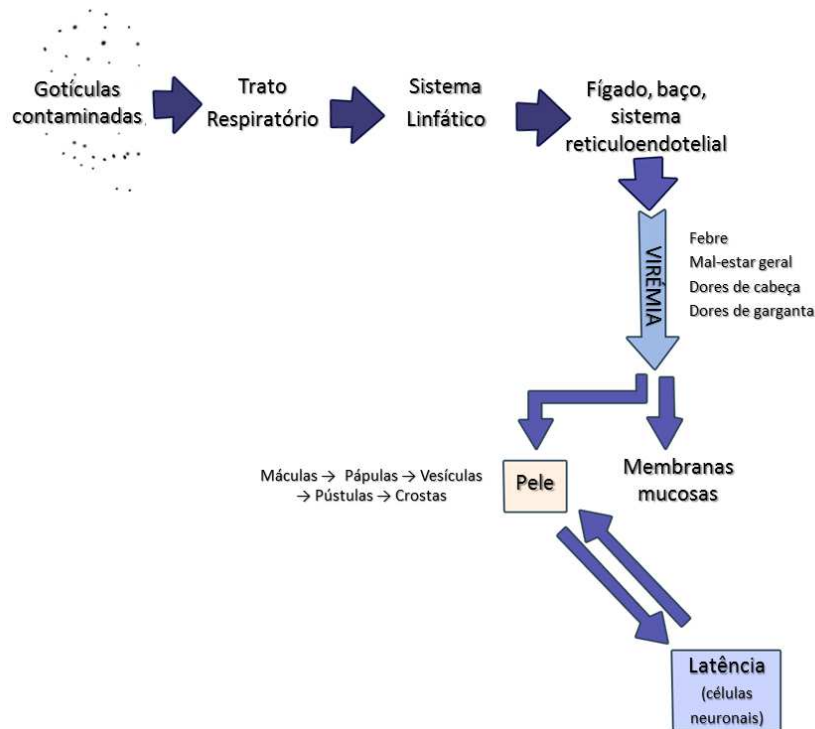 Gotículas
contaminadas
Trato
Respiratório
Sistema
Linfático
Fígado, baço,
sistema
reticuloendotelial
VIRÉMIA
Febre
Mal-estar geral
Dores de cabeça
Dores de garganta
Máculas → Pápulas → Vesículas
→ Pústulas → Crostas
Pele
Membranas
mucosas
Latência
(células
neuronais)